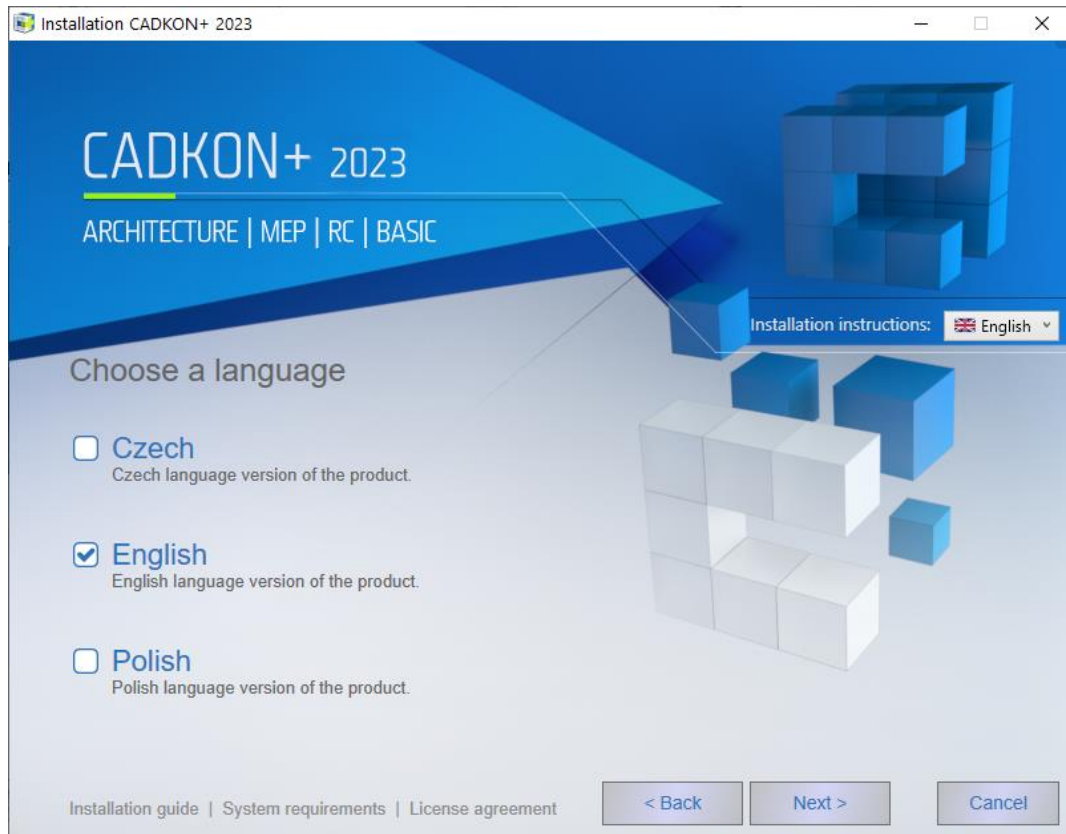 Installation CADKON+ 2023
CADKON+ 2023
ARCHITECTURE | MEP | RC | BASIC
Installation instructions: English
Choose a language
Czech
Czech language version of the product.
English
English language version of the product.
Polish
Polish language version of the product.
Installation guide | System requirements | License agreement
< Back Next > Cancel